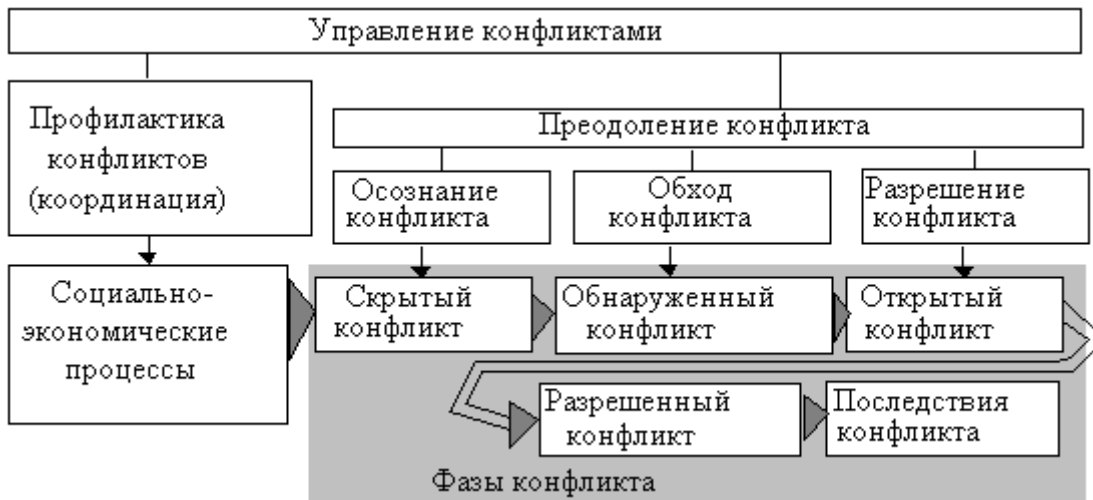 Управление конфликтами
Профилактика
конфликтов
(координация)
Преодоление конфликта
Осознание
конфликта
Обход
конфликта
Разрешение
конфликта
Социально-
экономические
процессы
Скрытый
конфликт
Обнаруженный
конфликт
Открытый
конфликт
Разрешенный
конфликт
Последствия
конфликта
Фазы конфликта